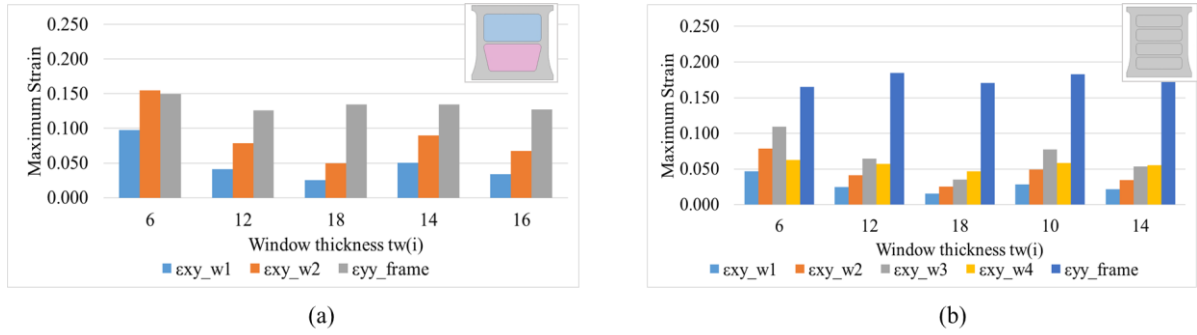 0.250
0.200
0.150
0.100
0.050
0.000
Maximum Strain
6 12 18 14 16
Window thickness tw(i)
εxy_w1 εxy_w2 εyy_frame
(a)
0.250
0.200
0.150
0.100
0.050
0.000
Maximum Strain
6 12 18 10 14
Window thickness tw(i)
εxy_w1 εxy_w2 εxy_w3 εxy_w4 εyy_frame
(b)